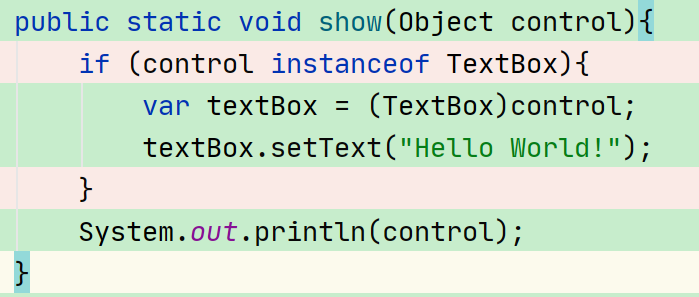 public static void show(Object control){
    if (control instanceof TextBox){
        var textBox = (TextBox)control;
        textBox.setText("Hello World!");
    }
    System.out.println(control);
}